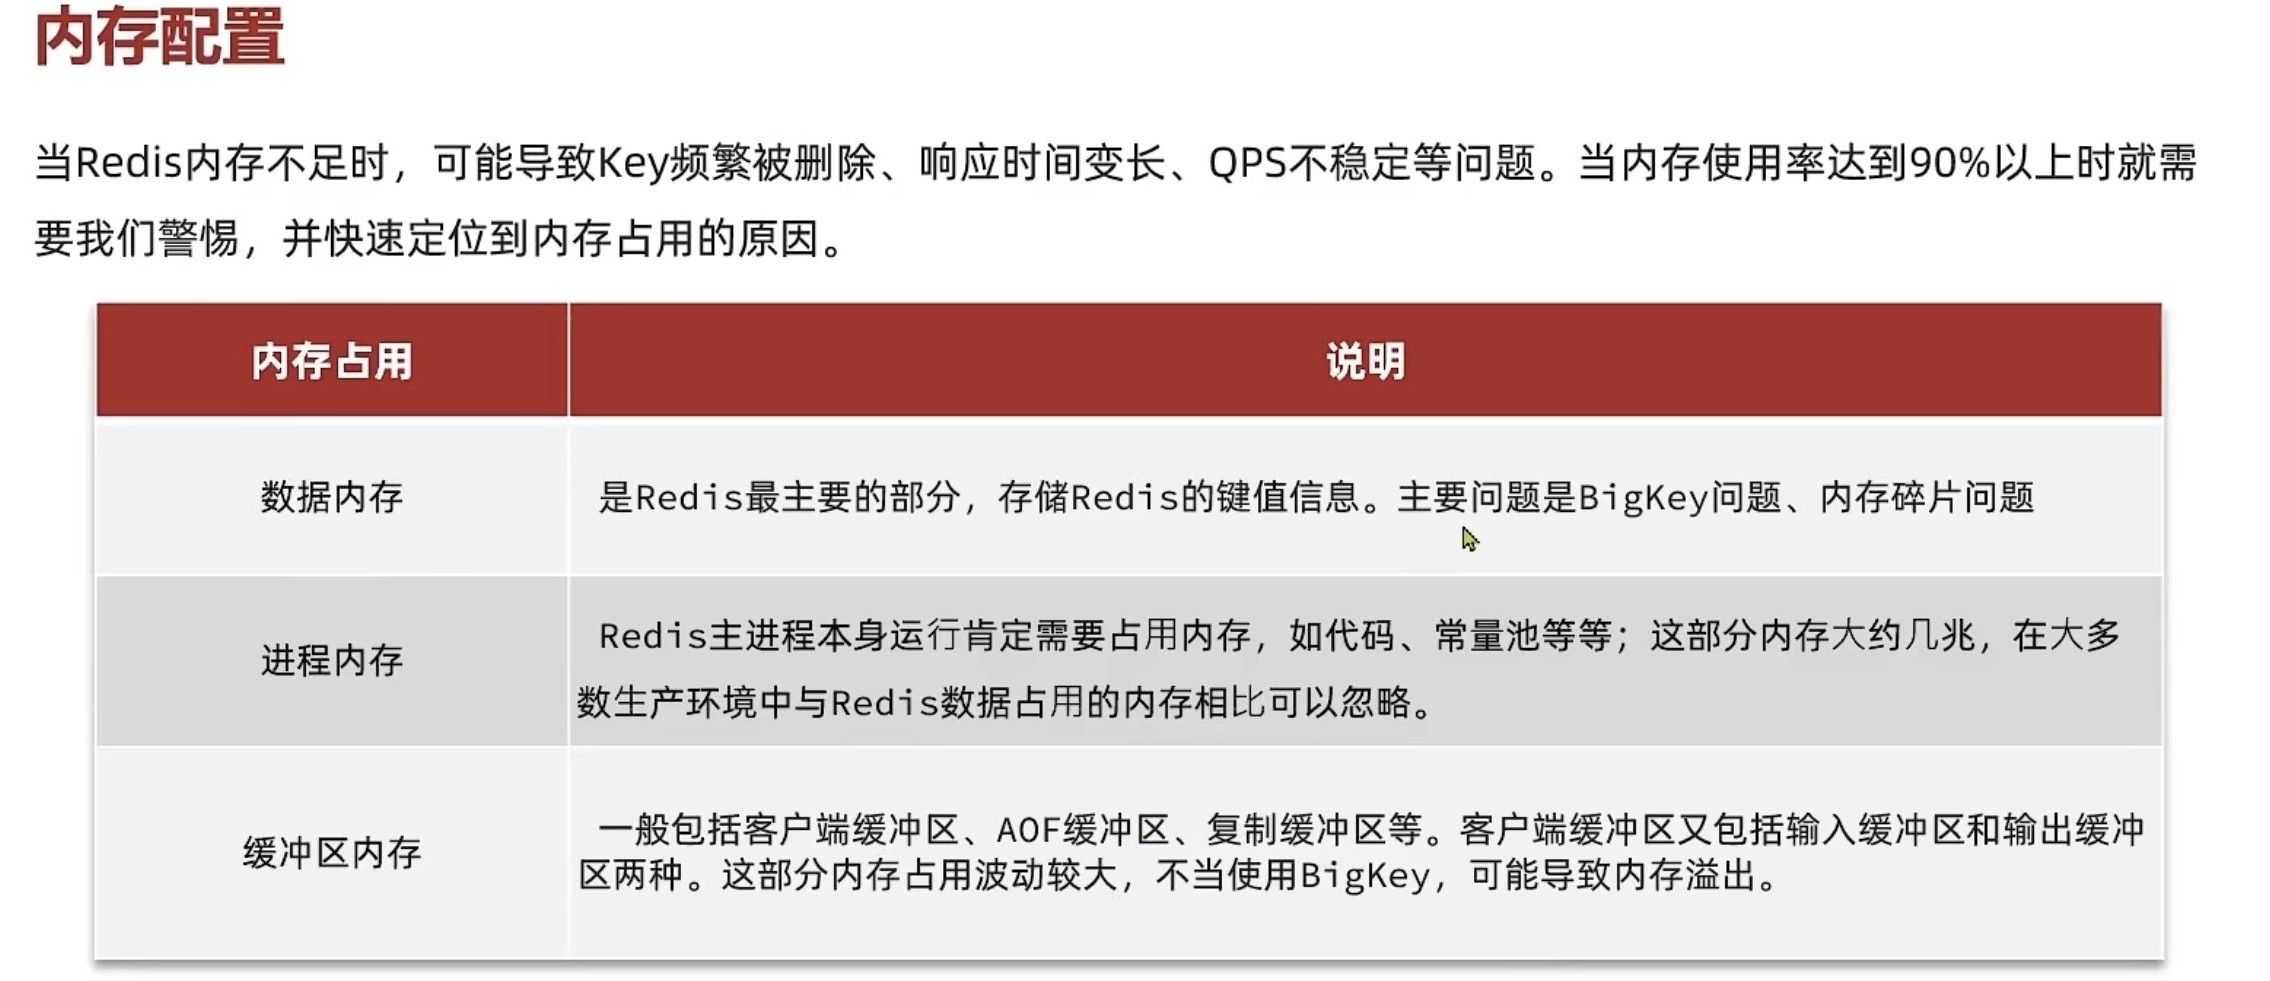 内存配置
当Redis内存不足时，可能导致Key频繁被删除、响应时间变长、QPS不稳定等问题。当内存使用率达到90%以上时就需
要我们警惕，并快速定位到内存占用的原因。
内存占用
说明
数据内存
是Redis最主要的部分，存储Redis的键值信息。主要问题是BigKey问题、内存碎片问题
进程内存
Redis主进程本身运行肯定需要占用内存，如代码、常量池等等；这部分内存大约几兆，在大多
数生产环境中与Redis数据占用的内存相比可以忽略。
缓冲区内存
一般包括客户端缓冲区、AOF缓冲区、复制缓冲区等。客户端缓冲区又包括输入缓冲区和输出缓冲
区两种。这部分内存占用波动较大，不当使用BigKey，可能导致内存溢出。